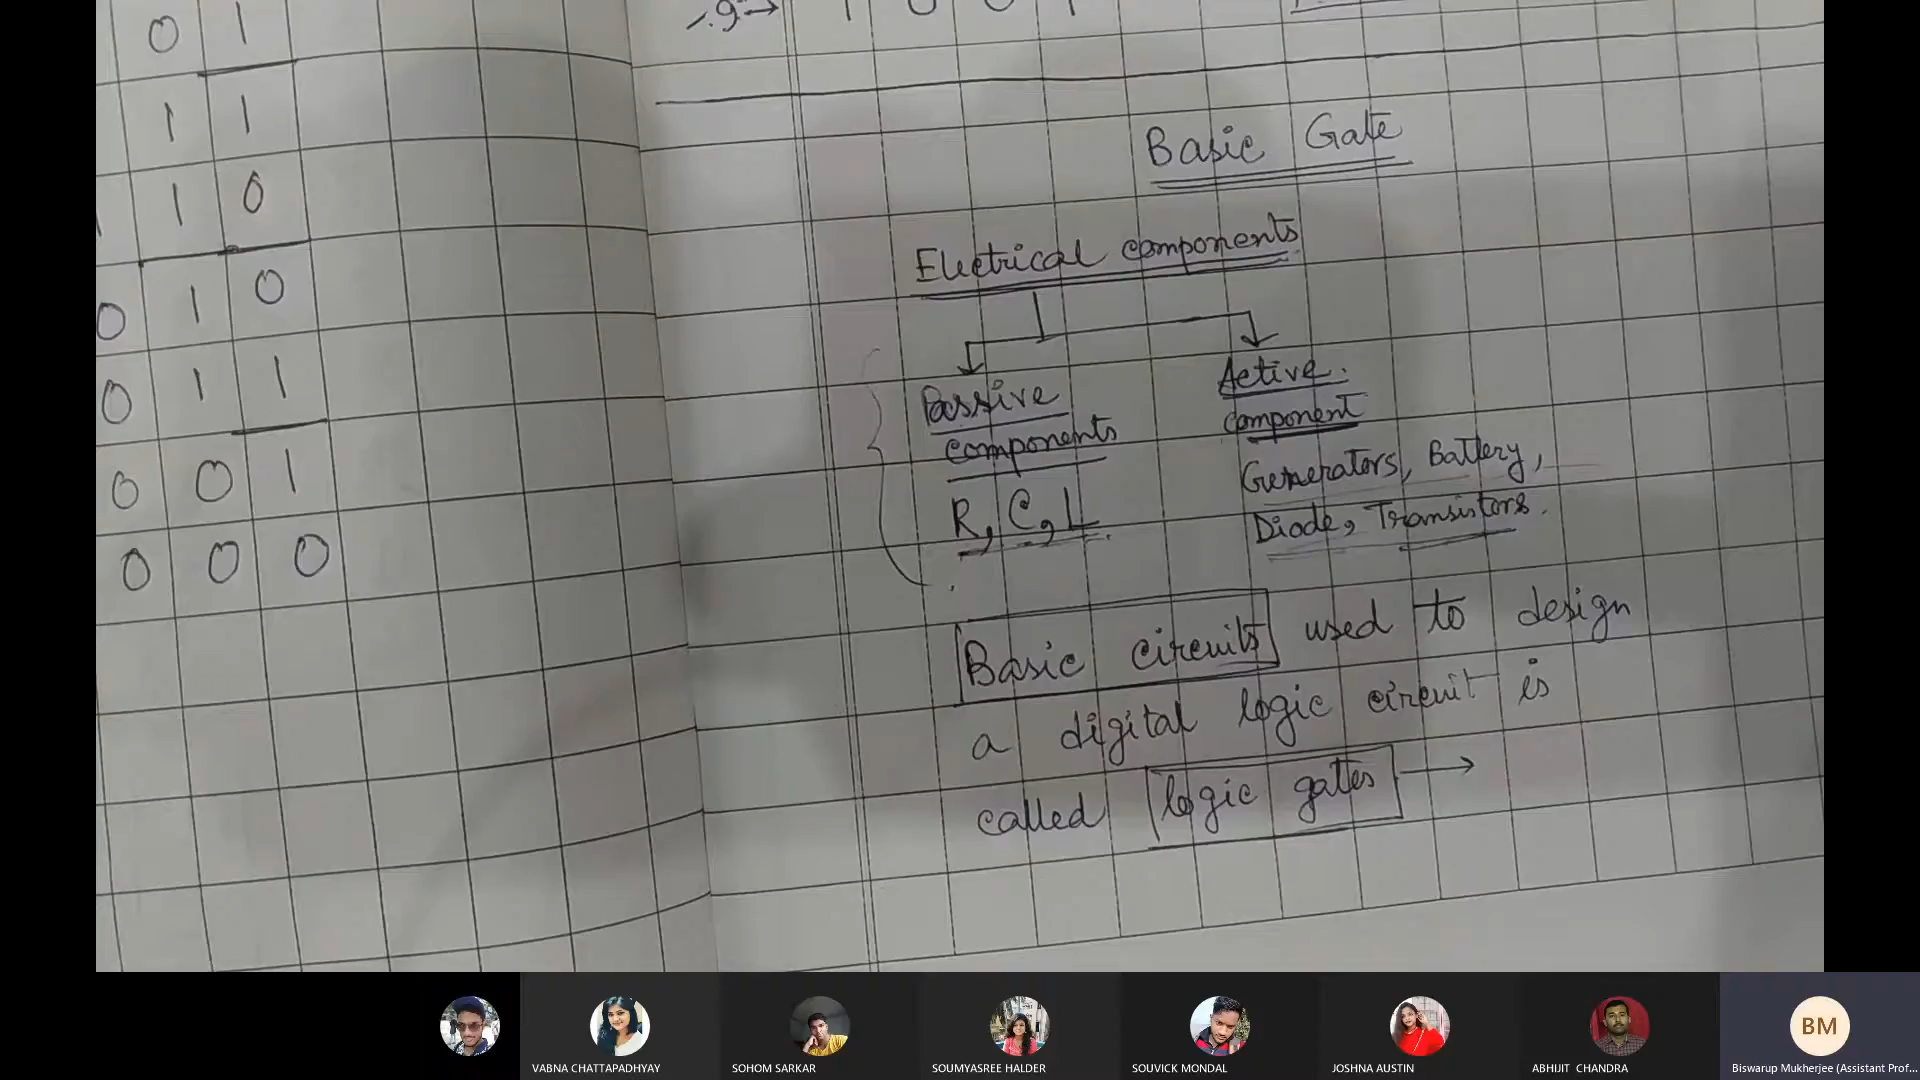 0 1
1 1
1 1 0
0 1 0
0 1 1
0 0 1
0 0 0
Basic Gate
Electrical components
Passive
components
R, C, L
Active
component
Generators, Battery,
Diode, Transistors.
Basic circuits used to design
a digital logic circuit is
called logic gates →
VABNA CHATTAPADHYAY
SOHOM SARKAR
SOUMYASREE HALDER
SOUVICK MONDAL
JOSHNA AUSTIN
ABHIJIT CHANDRA
BM
Biswarup Mukherjee (Assistant Prof...